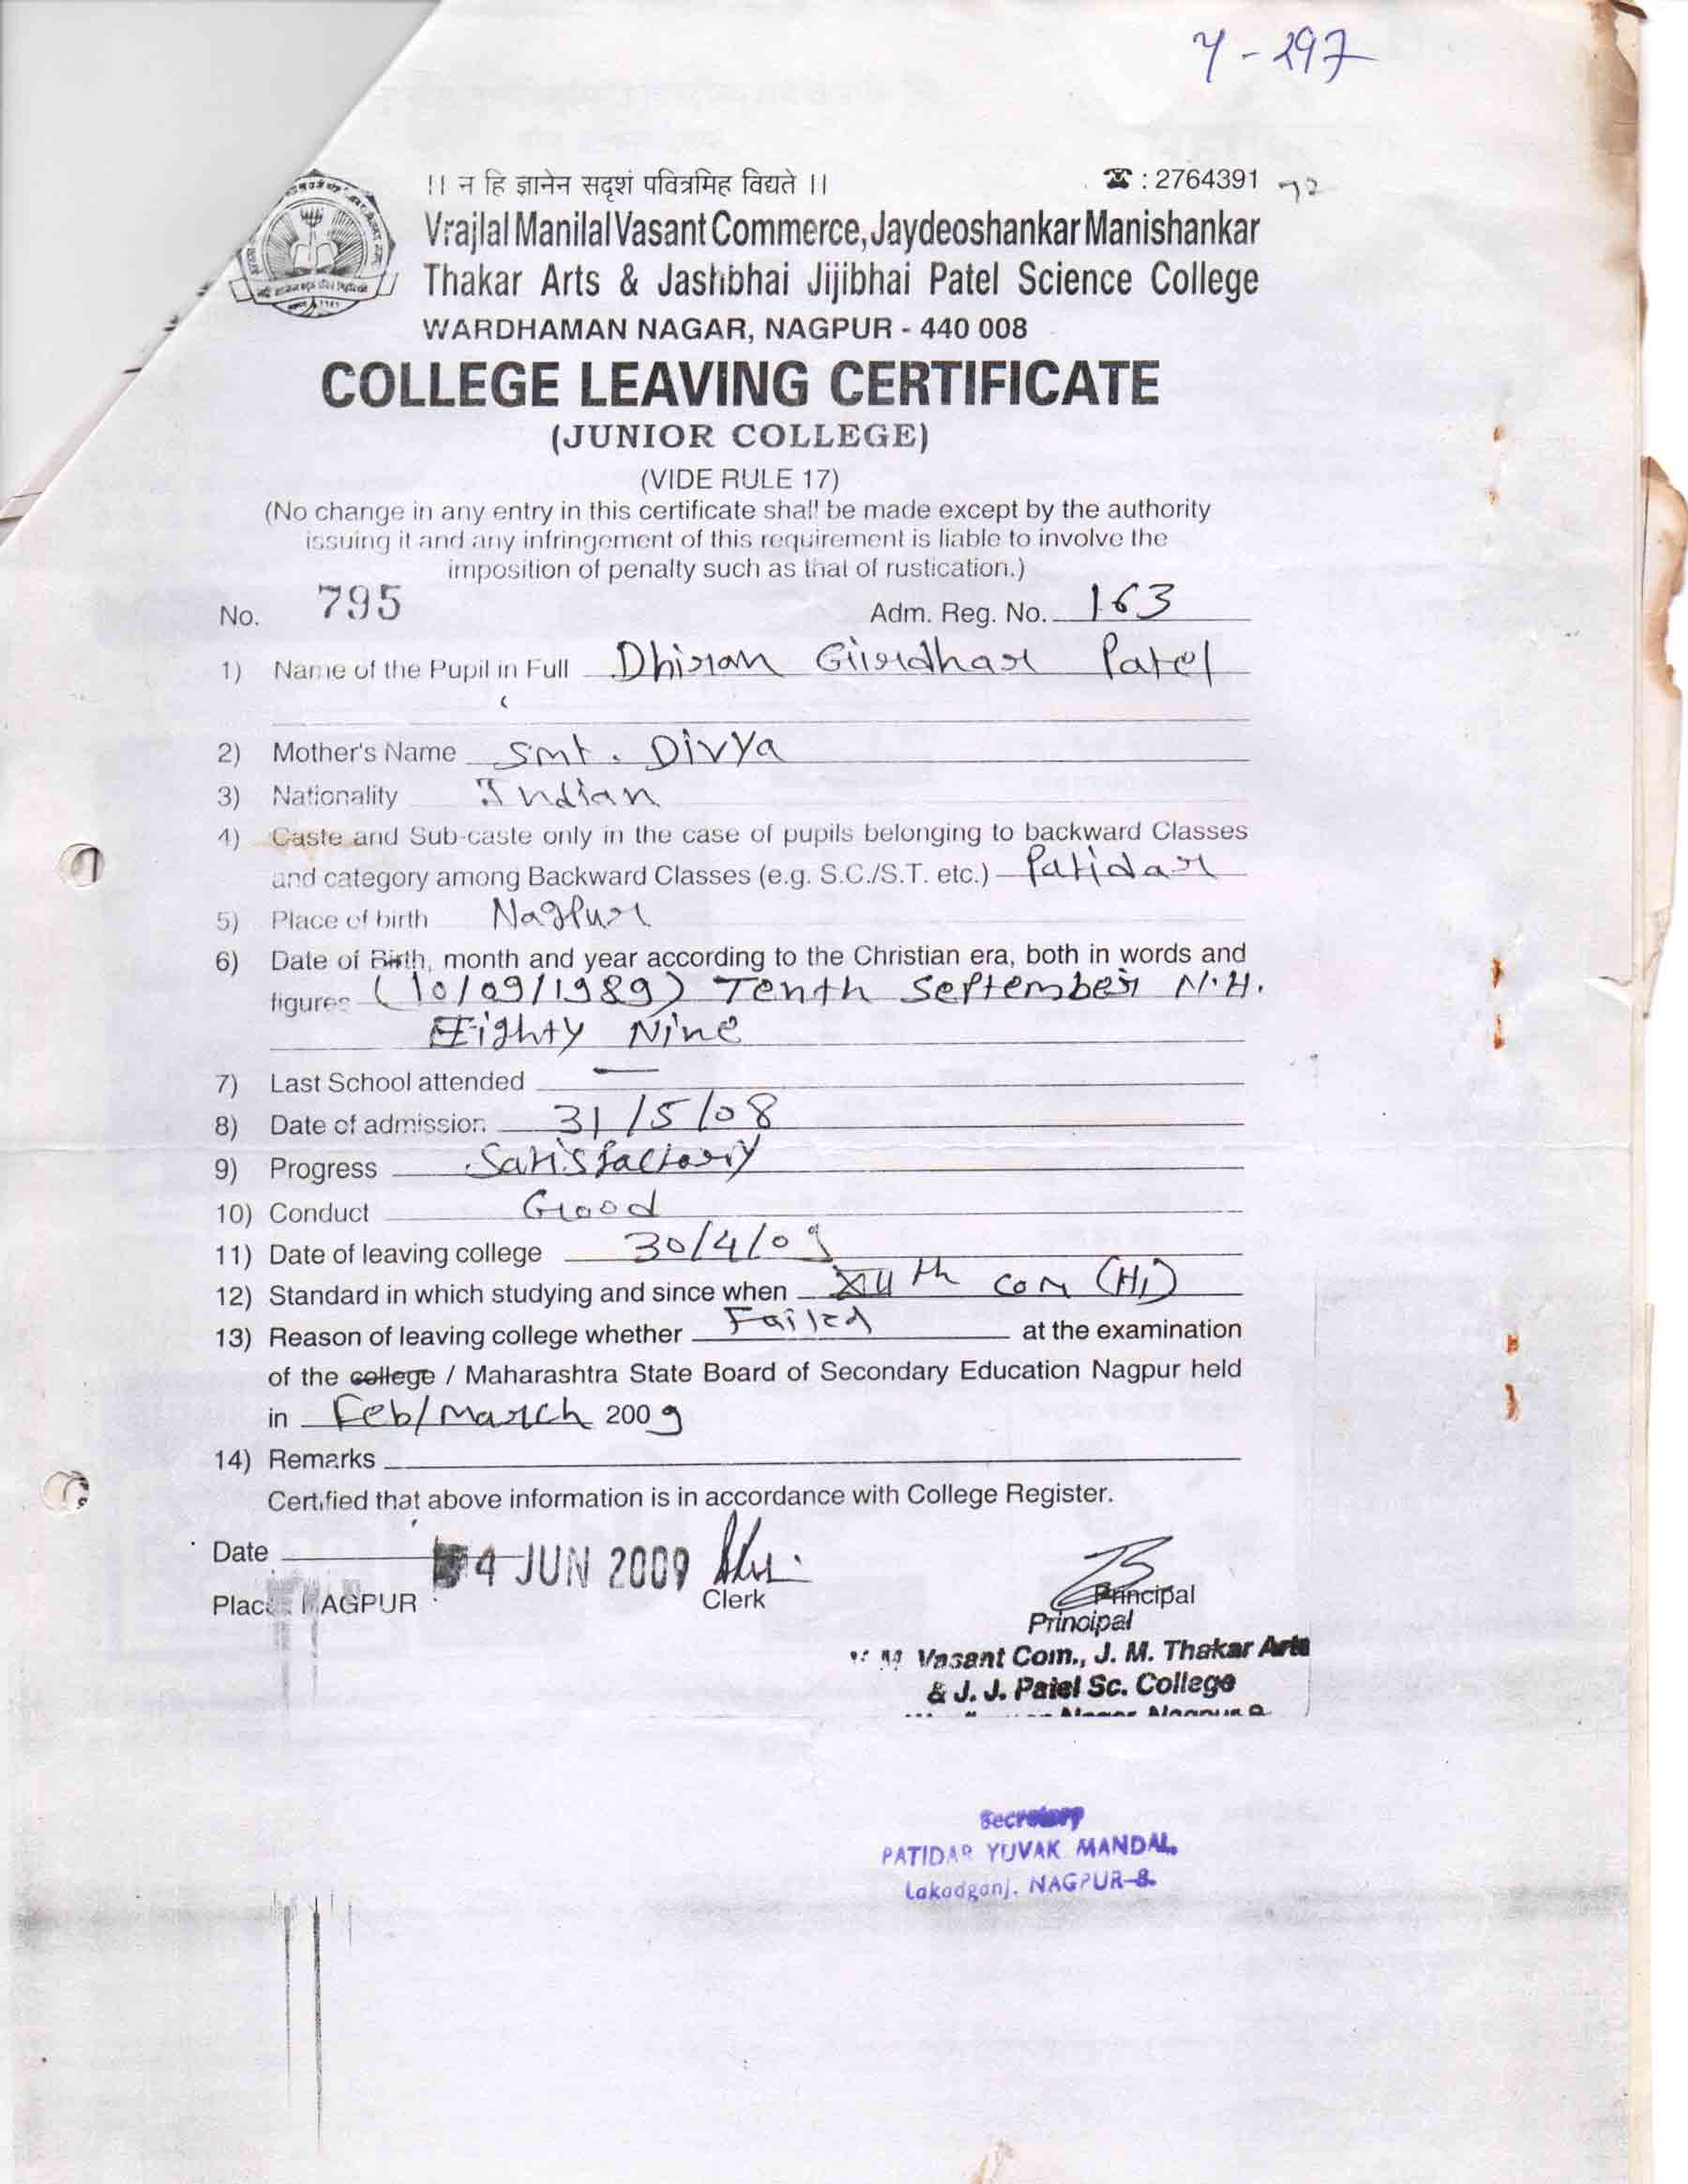 4-297
।। न हि ज्ञानेन सदृशं पवित्रमिह विद्यते ।। ☎ : 2764391
Vrajlal Manilal Vasant Commerce, Jaydeoshankar Manishankar
Thakar Arts & Jashbhai Jijibhai Patel Science College
WARDHAMAN NAGAR, NAGPUR - 440 008
COLLEGE LEAVING CERTIFICATE
(JUNIOR COLLEGE)
(VIDE RULE 17)
(No change in any entry in this certificate shall be made except by the authority
issuing it and any infringement of this requirement is liable to involve the
imposition of penalty such as that of rustication.)
No. 795 Adm. Reg. No. 163
1) Name of the Pupil in Full Dhiran Girdhar Patel
2) Mother's Name Smt. Divya
3) Nationality Indian
4) Caste and Sub-caste only in the case of pupils belonging to backward Classes
and category among Backward Classes (e.g. S.C./S.T. etc.) Patidar
5) Place of birth Nagpur
6) Date of Birth, month and year according to the Christian era, both in words and
figures (10/09/1989) Tenth September N.H.
Eighty Nine
7) Last School attended —
8) Date of admission 31/5/08
9) Progress Satisfactory
10) Conduct Good
11) Date of leaving college 30/4/09
12) Standard in which studying and since when XIIth com (H)
13) Reason of leaving college whether Failed at the examination
of the college / Maharashtra State Board of Secondary Education Nagpur held
in Feb/March 2009
14) Remarks
Certified that above information is in accordance with College Register.
Date 4 JUN 2009
Place : NAGPUR Clerk Principal
Principal
V. M. Vasant Com., J. M. Thakar Arts
& J. J. Patel Sc. College
Nagar, Nagpur-8
Secretary
PATIDAR YUVAK MANDAL
Lakadganj, NAGPUR-8.